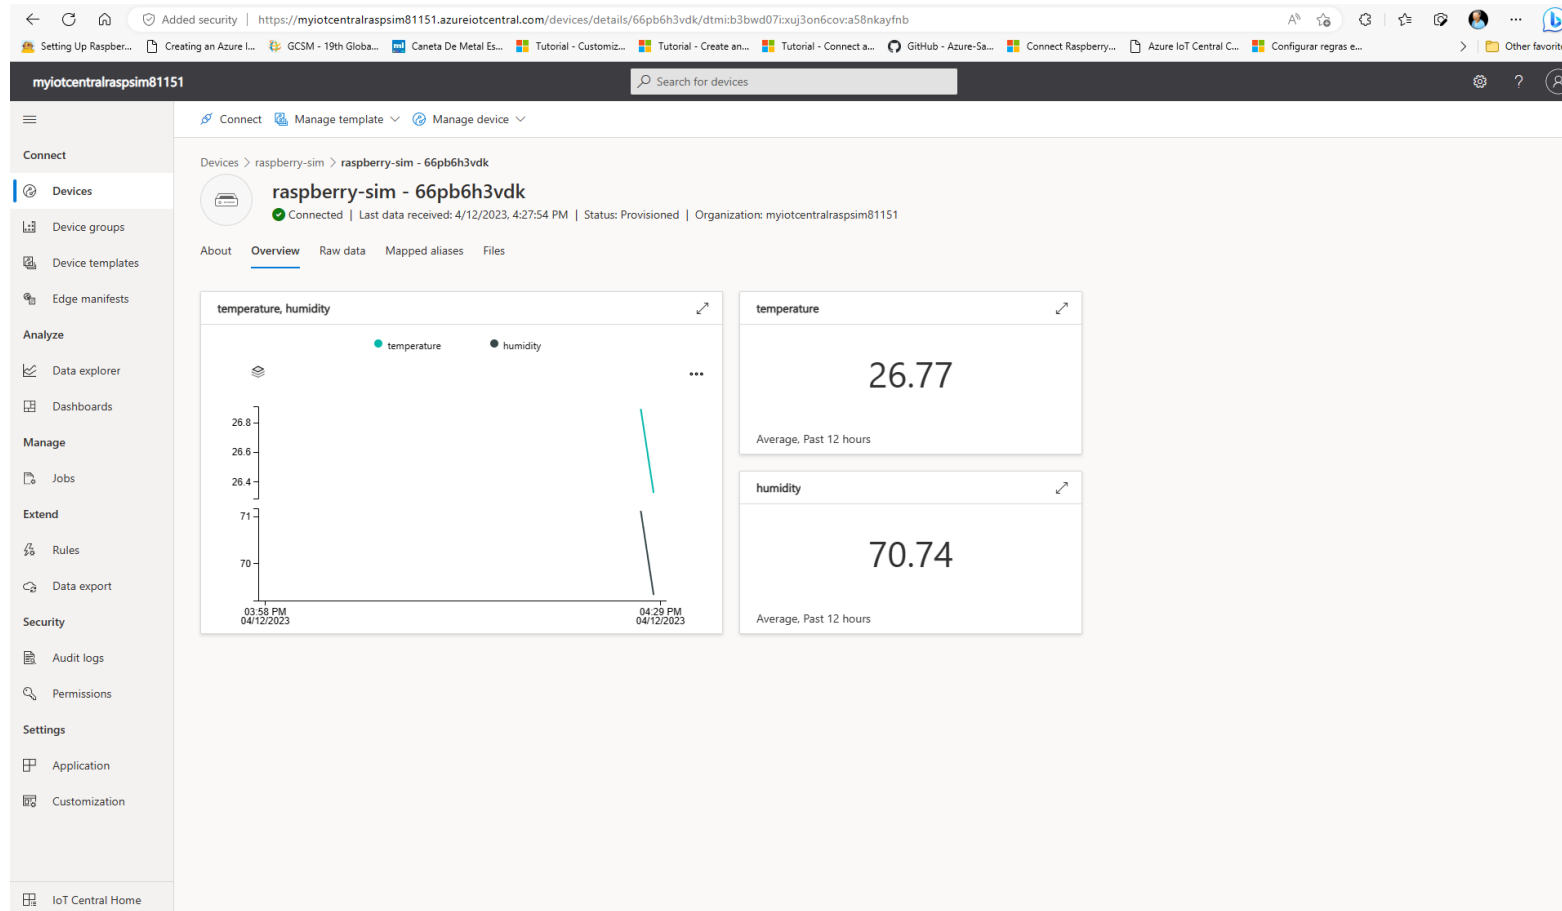 Added security | https://myiotcentralraspsim81151.azureiotcentral.com/devices/details/66pb6h3vdk/dtmi:b3bwd07i:xuj3on6cov:a58nkayfnb
Setting Up Raspber... Creating an Azure I... GCSM - 19th Globa... Caneta De Metal Es... Tutorial - Customiz... Tutorial - Create an... Tutorial - Connect a... GitHub - Azure-Sa... Connect Raspberry... Azure IoT Central C... Configurar regras e... Other favorit
myiotcentralraspsim81151
Search for devices
Connect Manage template Manage device
Connect
Devices
Device groups
Device templates
Edge manifests
Analyze
Data explorer
Dashboards
Manage
Jobs
Extend
Rules
Data export
Security
Audit logs
Permissions
Settings
Application
Customization
IoT Central Home
Devices > raspberry-sim > raspberry-sim - 66pb6h3vdk
raspberry-sim - 66pb6h3vdk
Connected | Last data received: 4/12/2023, 4:27:54 PM | Status: Provisioned | Organization: myiotcentralraspsim81151
About Overview Raw data Mapped aliases Files
temperature, humidity
temperature humidity
26.8
26.6
26.4
71
70
03:58 PM 04:29 PM
04/12/2023 04/12/2023
temperature
26.77
Average, Past 12 hours
humidity
70.74
Average, Past 12 hours